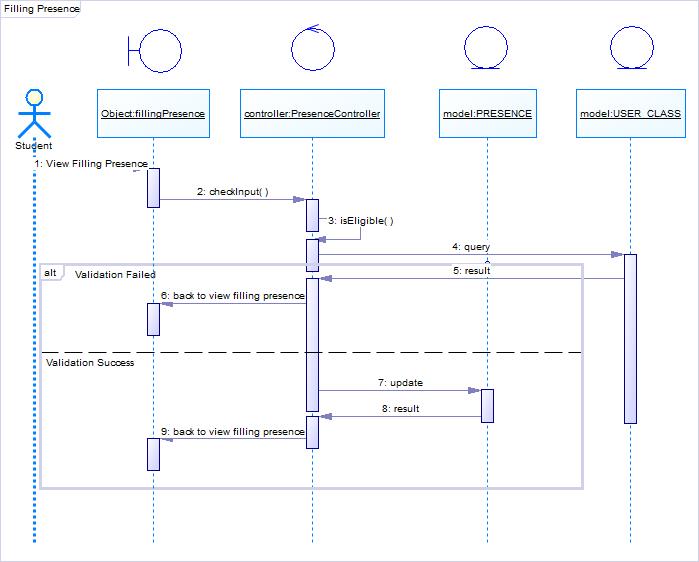 Filling Presence
Object:fillingPresence
controller:PresenceController
model:PRESENCE
model:USER_CLASS
Student
1: View Filling Presence
2: checkInput( )
3: isEligible( )
4: query
alt
Validation Failed
5: result
6: back to view filling presence
Validation Success
7: update
8: result
9: back to view filling presence